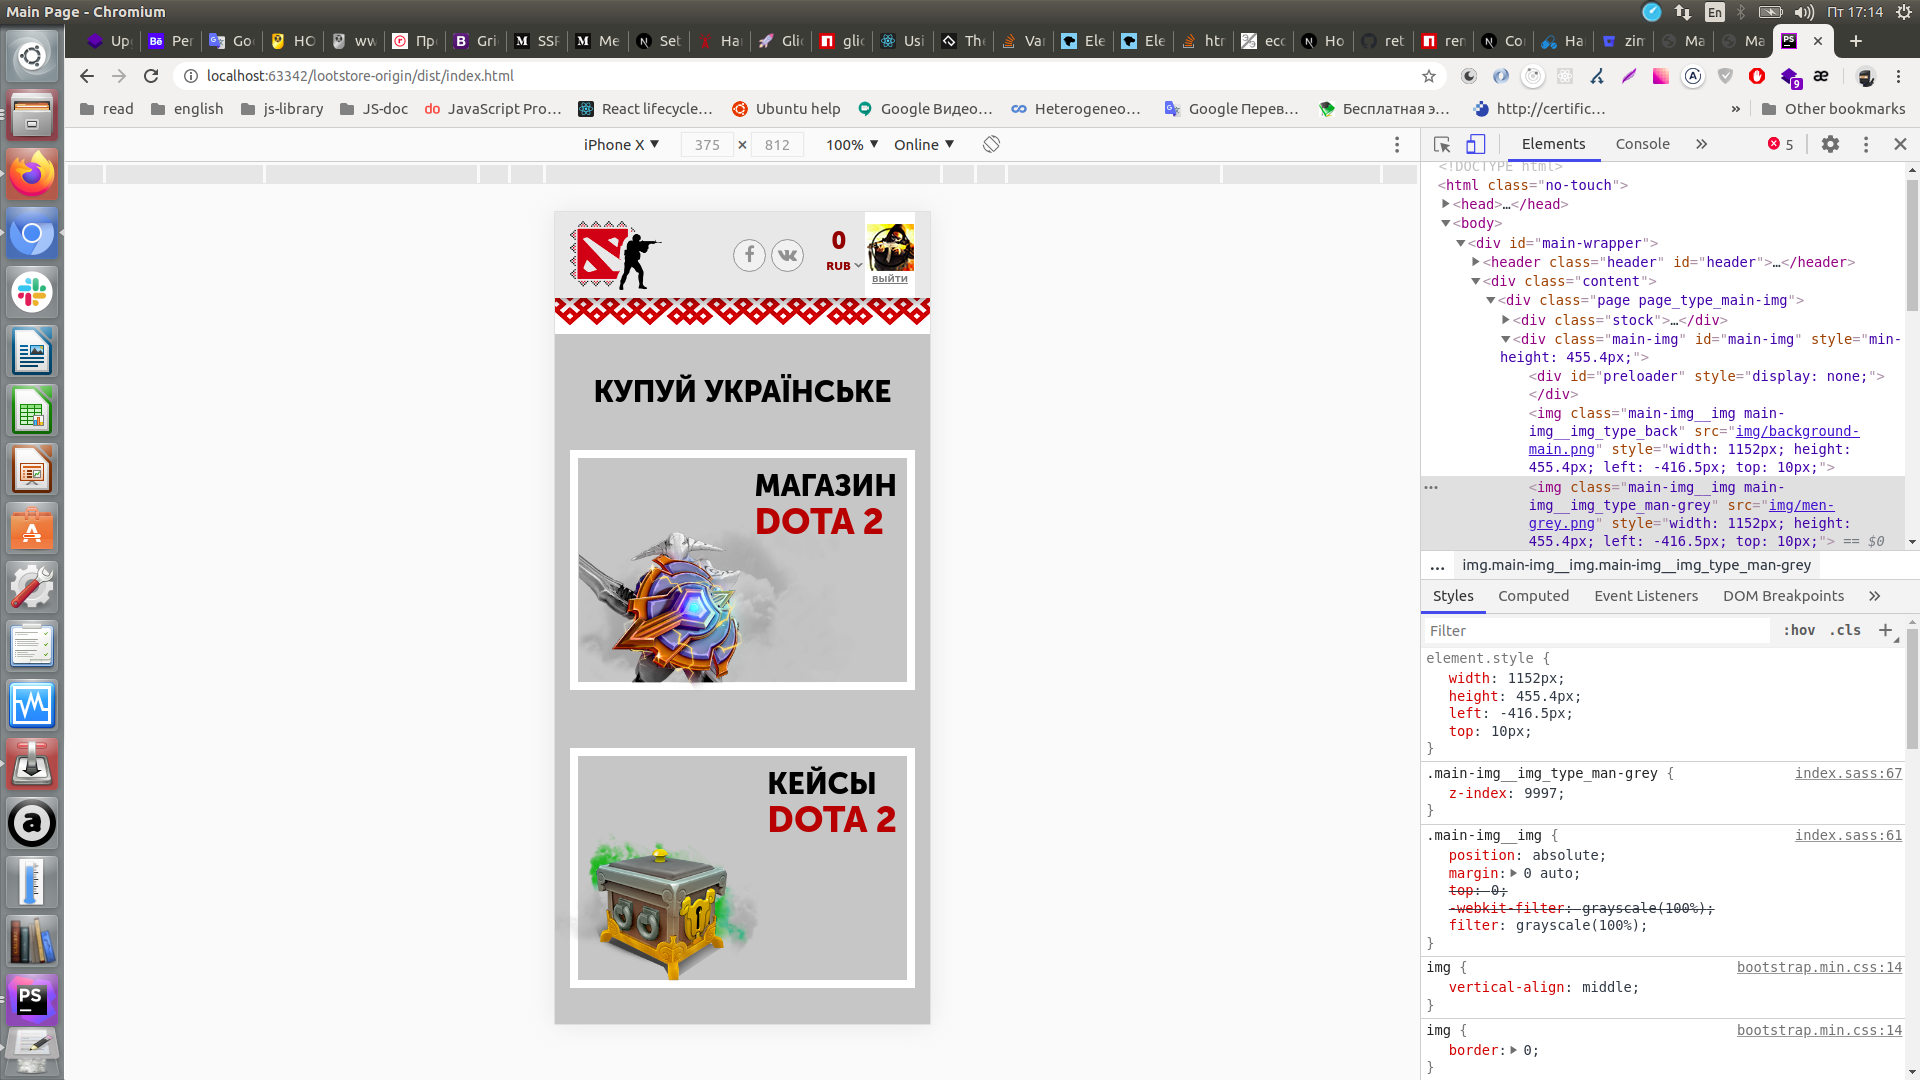 Main Page - Chromium
En
Пт 17:14
Up
Per
Go
HO
ww
Пр
Gri
SSF
Me
Set
Ha
Gli
glic
Usi
The
Var
Ele
Ele
htr
ecc
Ho
ret
rer
Co
Ha
zim
Ma
Ma
localhost:63342/lootstore-origin/dist/index.html
9
read
english
js-library
JS-doc
JavaScript Pro...
React lifecycle...
Ubuntu help
Google Видео...
Heterogeneo...
Google Перев...
Бесплатная э...
http://certific...
»
Other bookmarks
iPhone X
375 × 812
100%
Online
Elements
Console
»
5
<!DOCTYPE html>
<html class="no-touch">
<head>…</head>
<body>
<div id="main-wrapper">
<header class="header" id="header">…</header>
<div class="content">
<div class="page page_type_main-img">
<div class="stock">…</div>
<div class="main-img" id="main-img" style="min-
height: 455.4px;">
<div id="preloader" style="display: none;">
</div>
<img class="main-img__img main-
img__img_type_back" src="img/background-
main.png" style="width: 1152px; height:
455.4px; left: -416.5px; top: 10px;">
<img class="main-img__img main-
img__img_type_man-grey" src="img/men-
grey.png" style="width: 1152px; height:
455.4px; left: -416.5px; top: 10px;"> == $0
... img.main-img__img.main-img__img_type_man-grey
Styles
Computed
Event Listeners
DOM Breakpoints
»
Filter
:hov
.cls
+
element.style {
width: 1152px;
height: 455.4px;
left: -416.5px;
top: 10px;
}
.main-img__img_type_man-grey {
index.sass:67
z-index: 9997;
}
.main-img__img {
index.sass:61
position: absolute;
margin: 0 auto;
top: 0;
-webkit-filter: grayscale(100%);
filter: grayscale(100%);
}
img {
bootstrap.min.css:14
vertical-align: middle;
}
img {
bootstrap.min.css:14
border: 0;
}
0
RUB
выйти
КУПУЙ УКРАЇНСЬКЕ
МАГАЗИН
DOTA 2
КЕЙСЫ
DOTA 2
PS